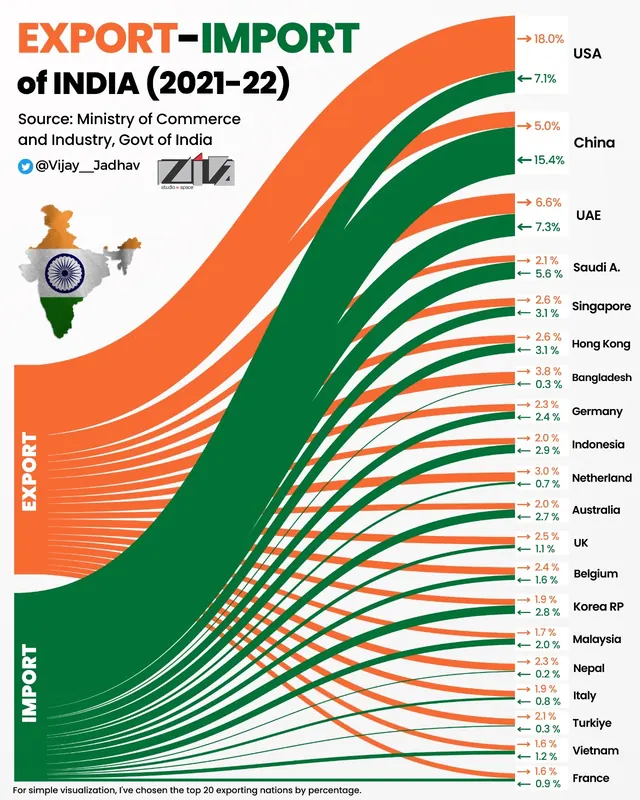 EXPORT-IMPORT
of INDIA (2021-22)
Source: Ministry of Commerce
and Industry, Govt of India
@Vijay__Jadhav
studio+space
EXPORT
IMPORT
→ 18.0%
← 7.1%
USA
→ 5.0%
← 15.4%
China
→ 6.6%
← 7.3%
UAE
→ 2.1 %
← 5.6 %
Saudi A.
→ 2.6 %
← 3.1 %
Singapore
→ 2.6 %
← 3.1 %
Hong Kong
→ 3.8 %
← 0.3 %
Bangladesh
→ 2.3 %
← 2.4 %
Germany
→ 2.0 %
← 2.9 %
Indonesia
→ 3.0 %
← 0.7 %
Netherland
→ 2.0 %
← 2.7 %
Australia
→ 2.5 %
← 1.1 %
UK
→ 2.4 %
← 1.6 %
Belgium
→ 1.9 %
← 2.8 %
Korea RP
→ 1.7 %
← 2.0 %
Malaysia
→ 2.3 %
← 0.2 %
Nepal
→ 1.9 %
← 0.8 %
Italy
→ 2.1 %
← 0.3 %
Turkiye
→ 1.6 %
← 1.2 %
Vietnam
→ 1.6 %
← 0.9 %
France
For simple visualization, I've chosen the top 20 exporting nations by percentage.